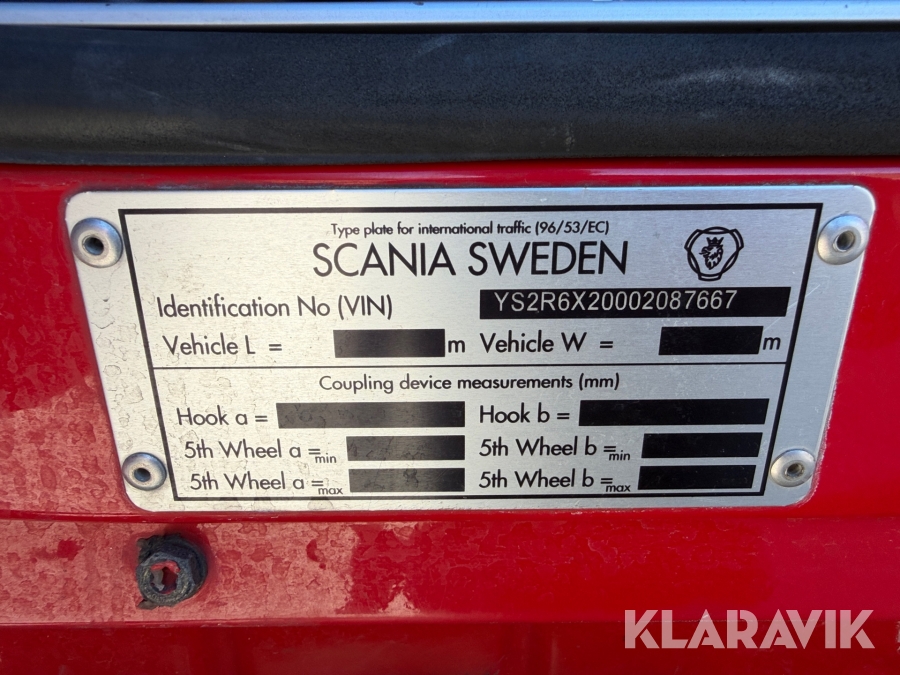 Type plate for international traffic (96/53/EC)
SCANIA SWEDEN
Identification No (VIN) YS2R6X20002087667
Vehicle L = m Vehicle W = m
Coupling device measurements (mm)
Hook a = Hook b =
5th Wheel a =min 5th Wheel b =min
5th Wheel a =max 5th Wheel b =max
KLARAVIK